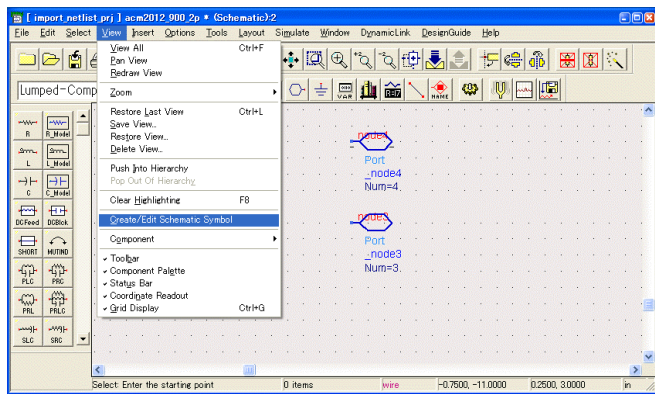 [ import_netlist_prj ] acm2012_900_2p * (Schematic):2
File Edit Select View Insert Options Tools Layout Simulate Window DynamicLink DesignGuide Help
View All Ctrl+F
Pan View
Redraw View
Zoom
Restore Last View Ctrl+L
Save View...
Restore View...
Delete View...
Push Into Hierarchy
Pop Out Of Hierarchy
Clear Highlighting F8
Create/Edit Schematic Symbol
Component
Toolbar
Component Palette
Status Bar
Coordinate Readout
Grid Display Ctrl+G
Lumped-Comp
VAR
NAME
R R_Model
L L_Model
C C_Model
DCFeed DCBlok
SHORT MUTIND
PLC PRC
PRL PRLC
SLC SRC
node4
Port
_node4
Num=4.
node3
Port
_node3
Num=3.
Select: Enter the starting point 0 items wire -0.7500, -11.0000 0.2500, 3.0000 in